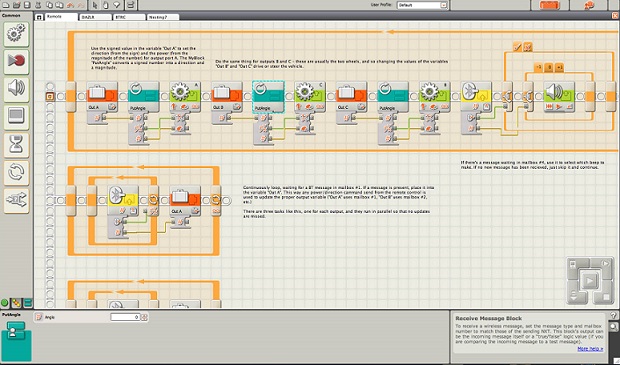 User Profile: Default
Common
Remote
DAZLR
BTRC
Use the signed value in the variable "Out A" to set the
direction (from the sign) and the power (from
the magnitude of the number) for output port A. The MyBlock
"PwAngle" converts a signed number into a direction and
a magnitude.
Do the same thing for outputs B and C - these are usually the two wheels, and so changing the values of the variables
"Out B" and "Out C" drive or steer the vehicle.
Out A
PwAngle
A
Out B
PwAngle
C
Out C
PwAngle
B
If there's a message waiting in mailbox #4, use it to select which beep to
make. If no new message has been recieved, just skip it and continue.
Out A
Continuously loop, waiting for a BT message in mailbox #1. If a message is present, place it into
the variable "Out A". This way any power/direction command send from the remote control is
used to update the proper output variable ("Out A" uses mailbox #1, "Out B" uses mailbox #2,
etc.)
There are three tasks like this, one for each output, and they run in parallel so that no updates
are missed.
PwAngle
Angle
0
Receive Message Block
To receive a wireless message, set the message type and mailbox
number to match those of the sending NXT. This block's output can
be the incoming message itself or a "true/false" logic value (if you
are comparing the incoming message to a test message).
More help »